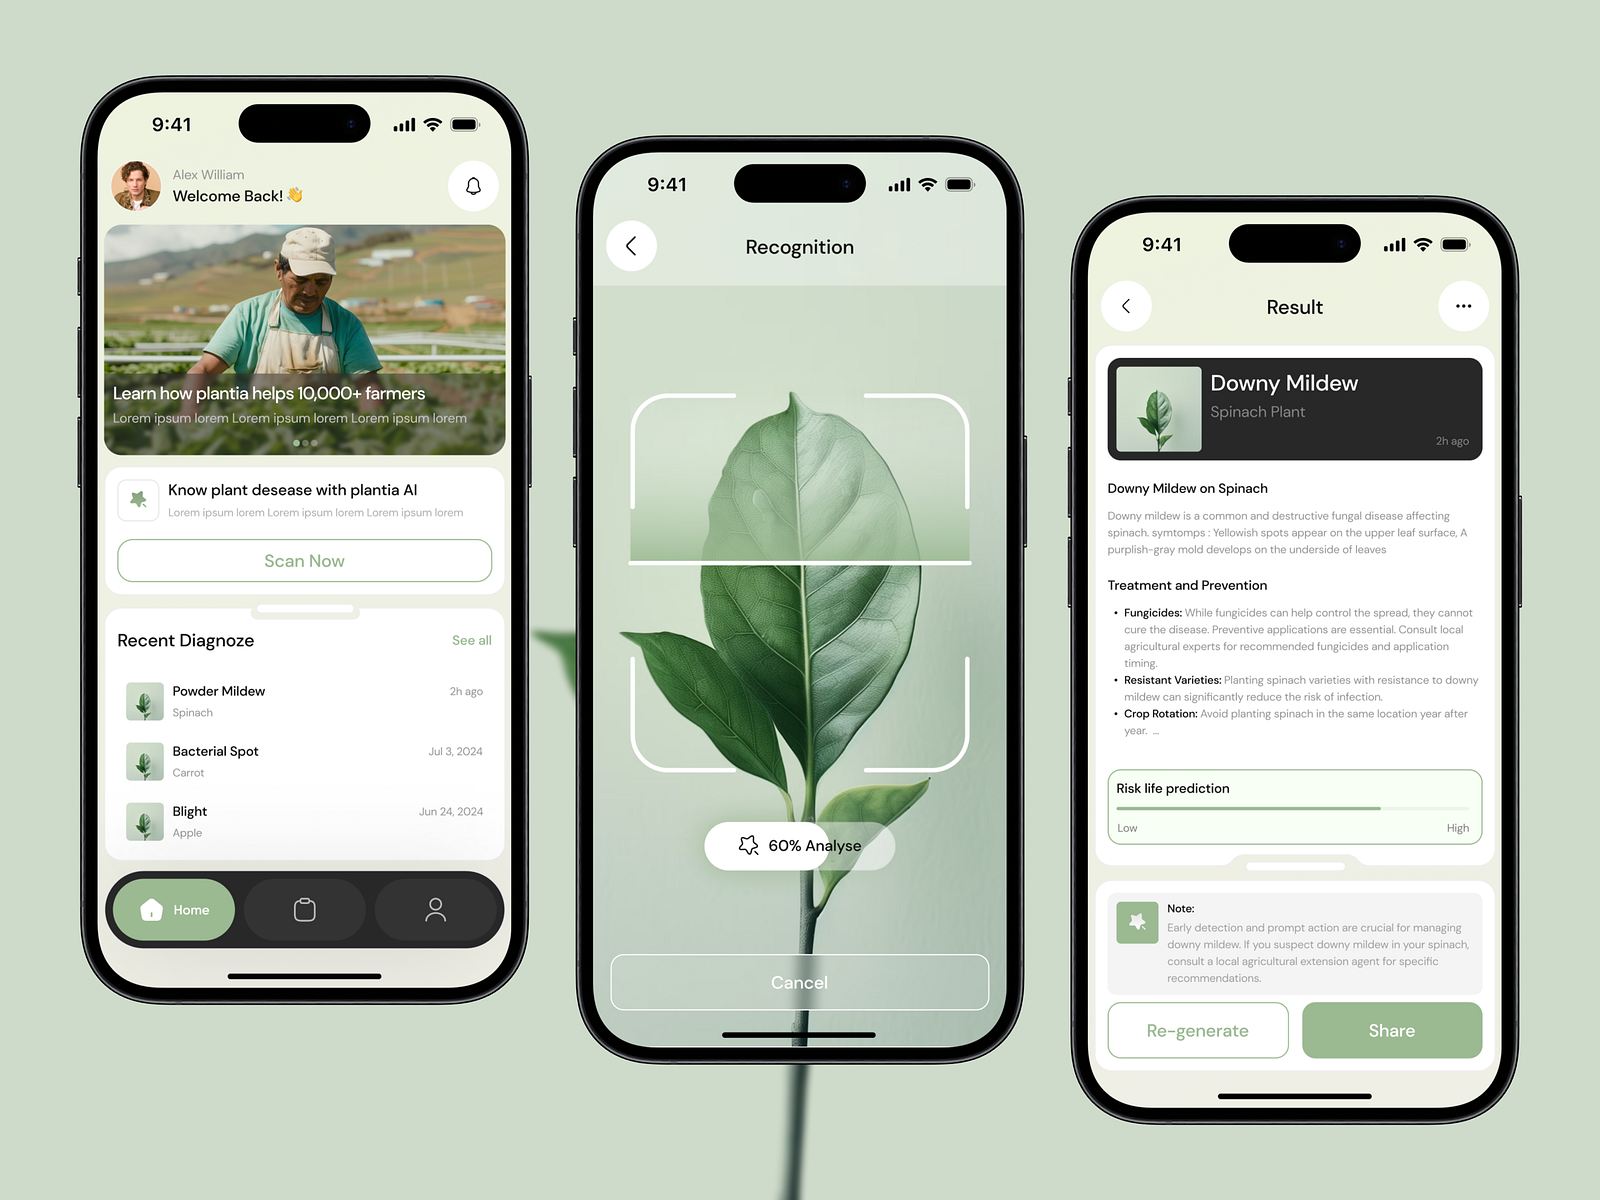 9:41
Alex William
Welcome Back! 👋
Learn how plantia helps 10,000+ farmers
Lorem ipsum lorem Lorem ipsum lorem Lorem ipsum lorem
Know plant desease with plantia AI
Lorem ipsum lorem Lorem ipsum lorem Lorem ipsum lorem
Scan Now
Recent Diagnoze
See all
Powder Mildew
2h ago
Spinach
Bacterial Spot
Jul 3, 2024
Carrot
Blight
Jun 24, 2024
Apple
Home
9:41
Recognition
60% Analyse
Cancel
9:41
Result
Downy Mildew
Spinach Plant
2h ago
Downy Mildew on Spinach
Downy mildew is a common and destructive fungal disease affecting
spinach. symtomps : Yellowish spots appear on the upper leaf surface, A
purplish-gray mold develops on the underside of leaves
Treatment and Prevention
• Fungicides: While fungicides can help control the spread, they cannot
cure the disease. Preventive applications are essential. Consult local
agricultural experts for recommended fungicides and application
timing.
• Resistant Varieties: Planting spinach varieties with resistance to downy
mildew can significantly reduce the risk of infection.
• Crop Rotation: Avoid planting spinach in the same location year after
year. ...
Risk life prediction
Low
High
Note:
Early detection and prompt action are crucial for managing
downy mildew. If you suspect downy mildew in your spinach,
consult a local agricultural extension agent for specific
recommendations.
Re-generate
Share